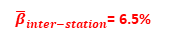 β̅inter-station= 6.5%